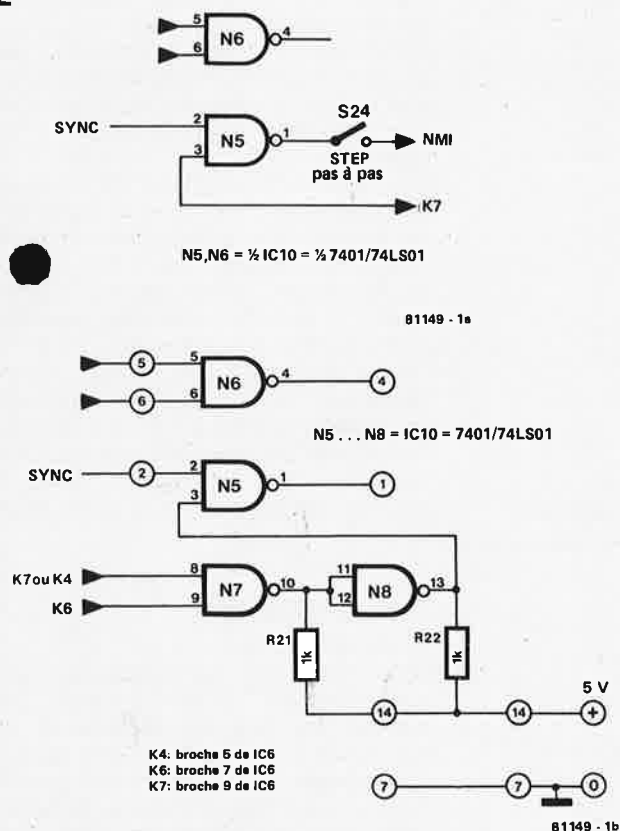 5
6
N6
4
SYNC
2
3
N5
1
S24
STEP
pas à pas
NMI
K7
N5,N6 = ½ IC10 = ½ 7401/74LS01
81149 - 1a
5
6
5
6
N6
4
4
N5 . . . N8 = IC10 = 7401/74LS01
SYNC
2
2
3
N5
1
1
K7 ou K4
K6
8
9
N7
10
11
12
N8
13
R21
1k
R22
1k
14
14
5 V
+
K4: broche 5 de IC6
K6: broche 7 de IC6
K7: broche 9 de IC6
7
7
0
81149 - 1b